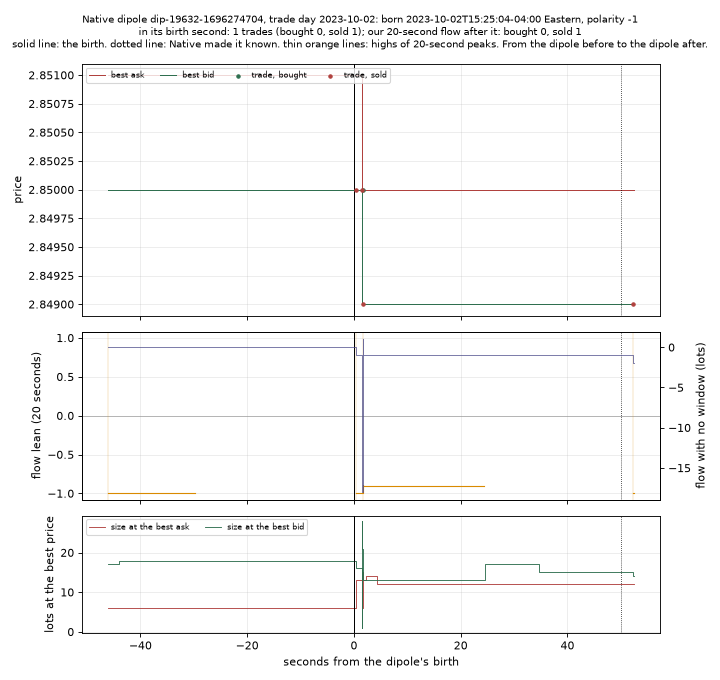 Native dipole dip-19632-1696274704, trade day 2023-10-02: born 2023-10-02T15:25:04-04:00 Eastern, polarity -1
in its birth second: 1 trades (bought 0, sold 1); our 20-second flow after it: bought 0, sold 1
solid line: the birth. dotted line: Native made it known. thin orange lines: highs of 20-second peaks. From the dipole before to the dipole after.
best ask best bid trade, bought trade, sold
2.85100
2.85075
2.85050
2.85025
2.85000
2.84975
2.84950
2.84925
2.84900
price
1.0
0.5
0.0
−0.5
−1.0
flow lean (20 seconds)
0
−5
−10
−15
flow with no window (lots)
size at the best ask size at the best bid
20
10
0
lots at the best price
−40 −20 0 20 40
seconds from the dipole's birth